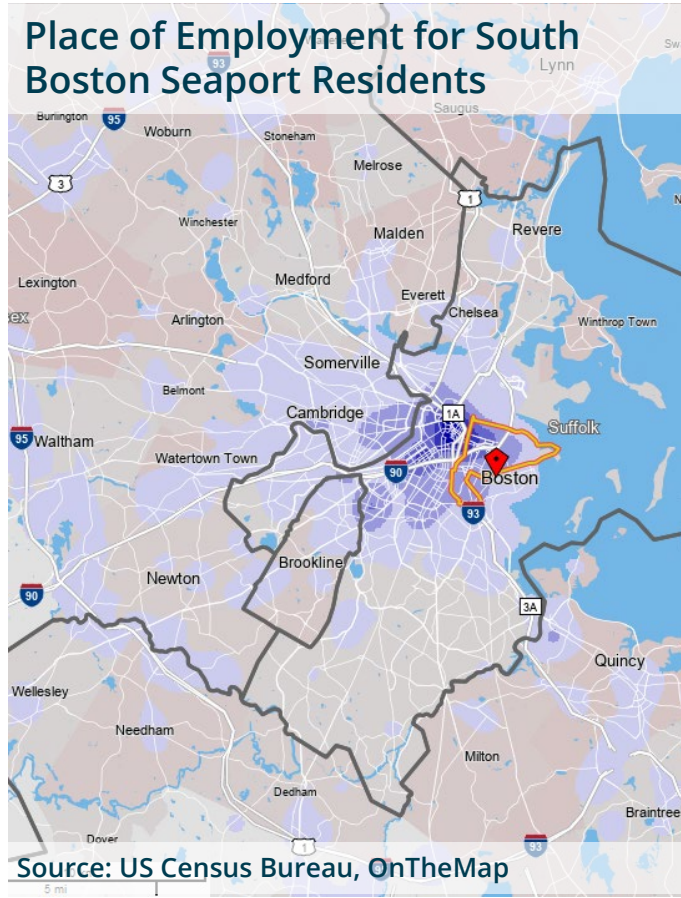 Place of Employment for South
Boston Seaport Residents
93
Lynn
Saugus
Burlington
95
Woburn
Stoneham
Melrose
3
1
Winchester
Malden
Revere
Lexington
Medford
Everett
Chelsea
Arlington
Winthrop Town
Somerville
Belmont
Cambridge
1A
Suffolk
95
Waltham
Watertown Town
90
Boston
93
Brookline
Newton
90
3A
Quincy
Wellesley
Needham
Milton
Dedham
Braintree
Dover
1
93
Source: US Census Bureau, OnTheMap
5 mi